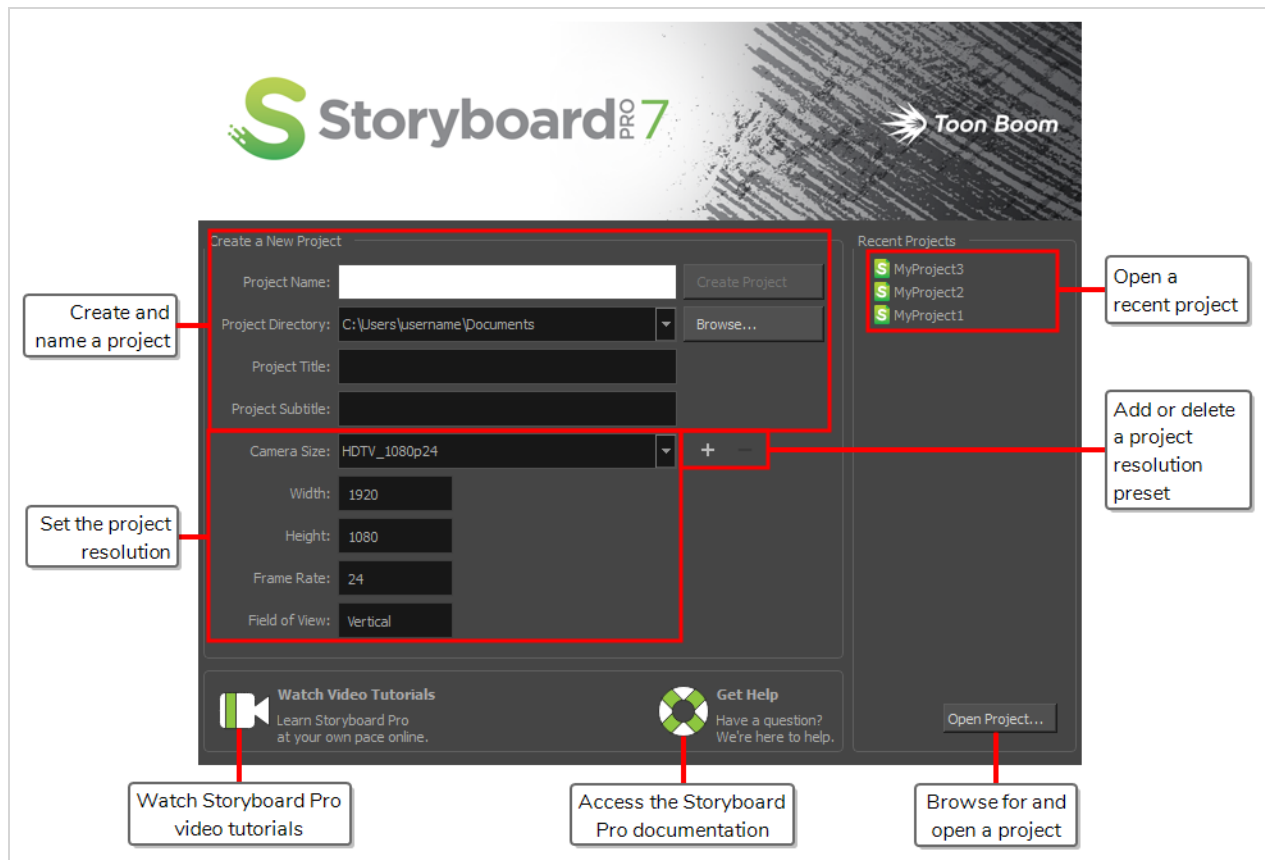 Storyboard PRO 7
Toon Boom
Create a New Project
Project Name:
Create Project
Project Directory:
C:\Users\username\Documents
Browse...
Project Title:
Project Subtitle:
Camera Size:
HDTV_1080p24
+ -
Width:
1920
Height:
1080
Frame Rate:
24
Field of View:
Vertical
Recent Projects
S MyProject3
S MyProject2
S MyProject1
Watch Video Tutorials
Learn Storyboard Pro
at your own pace online.
Get Help
Have a question?
We're here to help.
Open Project...
Create and
name a project
Set the project
resolution
Open a
recent project
Add or delete
a project
resolution
preset
Watch Storyboard Pro
video tutorials
Access the Storyboard
Pro documentation
Browse for and
open a project